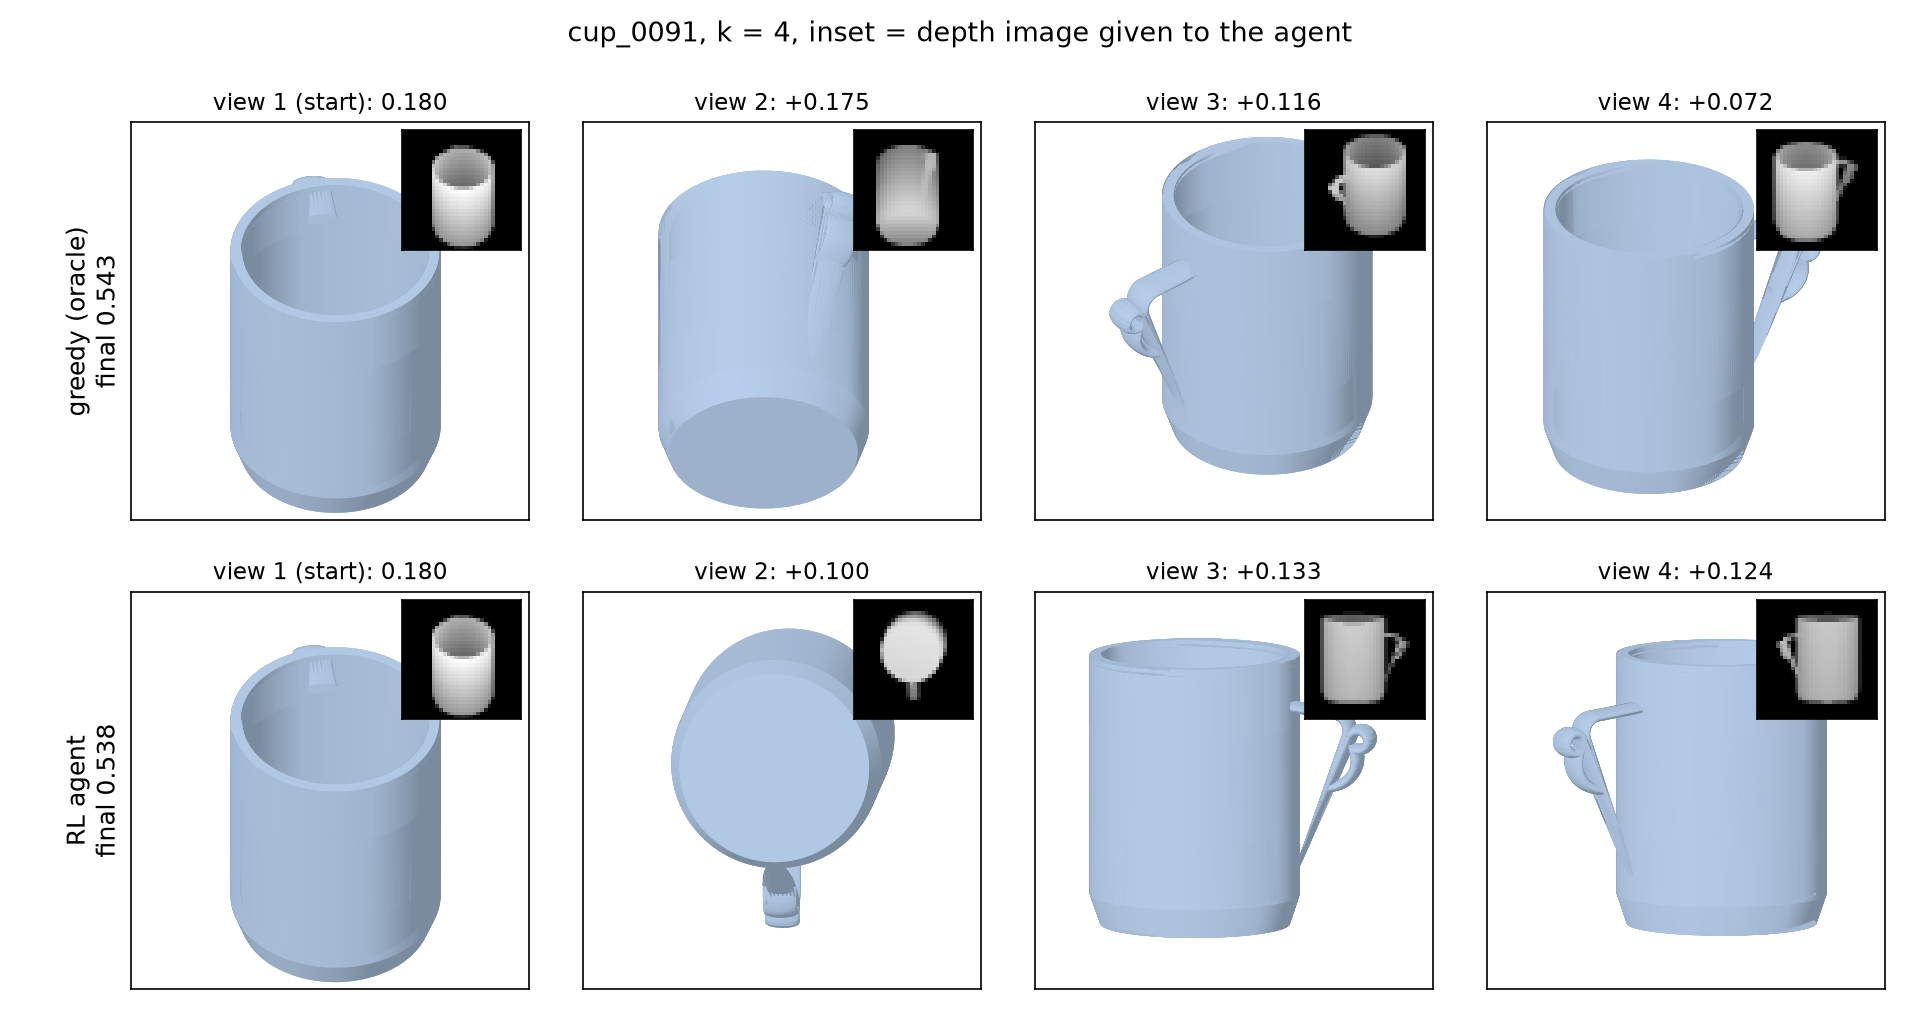 cup_0091, k = 4, inset = depth image given to the agent
greedy (oracle)
final 0.543
view 1 (start): 0.180
view 2: +0.175
view 3: +0.116
view 4: +0.072
RL agent
final 0.538
view 1 (start): 0.180
view 2: +0.100
view 3: +0.133
view 4: +0.124